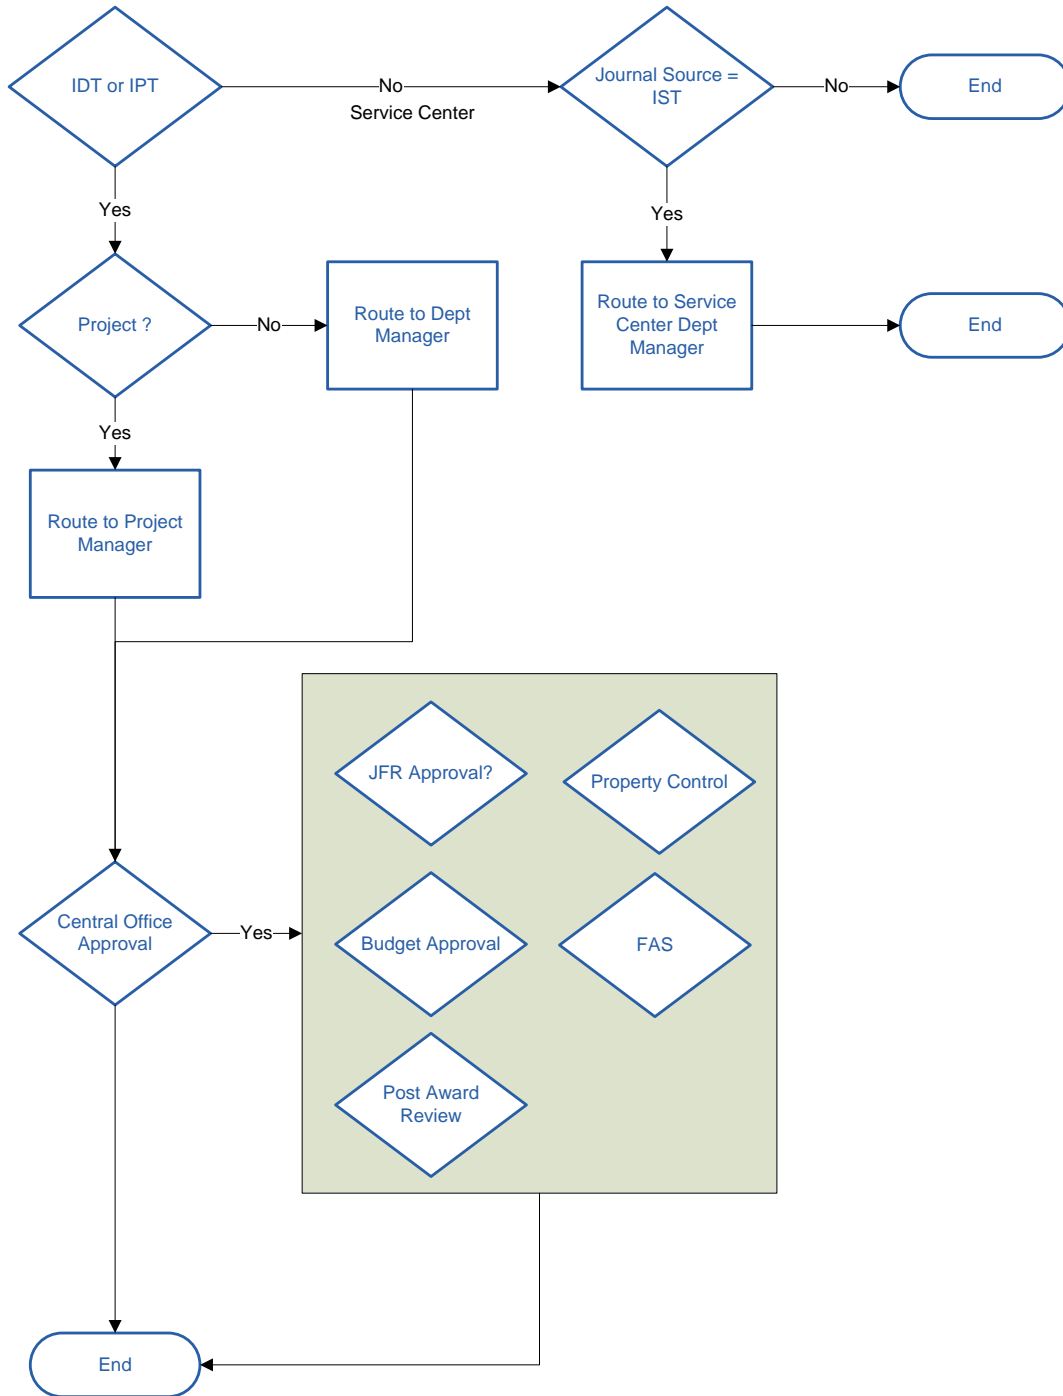 IDT or IPT
No
Service Center
Journal Source =
IST
No
End
Yes
Yes
Project ?
No
Route to Dept
Manager
Route to Service
Center Dept
Manager
End
Yes
Route to Project
Manager
JFR Approval?
Property Control
Central Office
Approval
Yes
Budget Approval
FAS
Post Award
Review
End